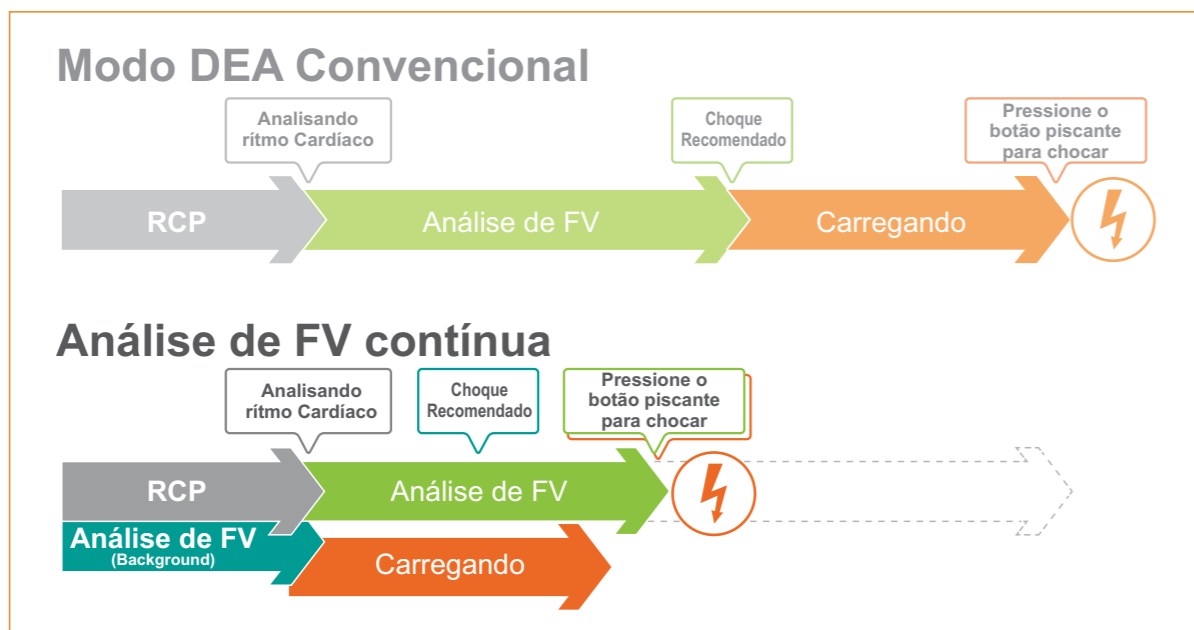 Modo DEA Convencional
Analisando
rítmo Cardíaco
Choque
Recomendado
Pressione o
botão piscante
para chocar
RCP
Análise de FV
Carregando
Análise de FV contínua
Analisando
rítmo Cardíaco
Choque
Recomendado
Pressione o
botão piscante
para chocar
RCP
Análise de FV
Análise de FV
(Background)
Carregando